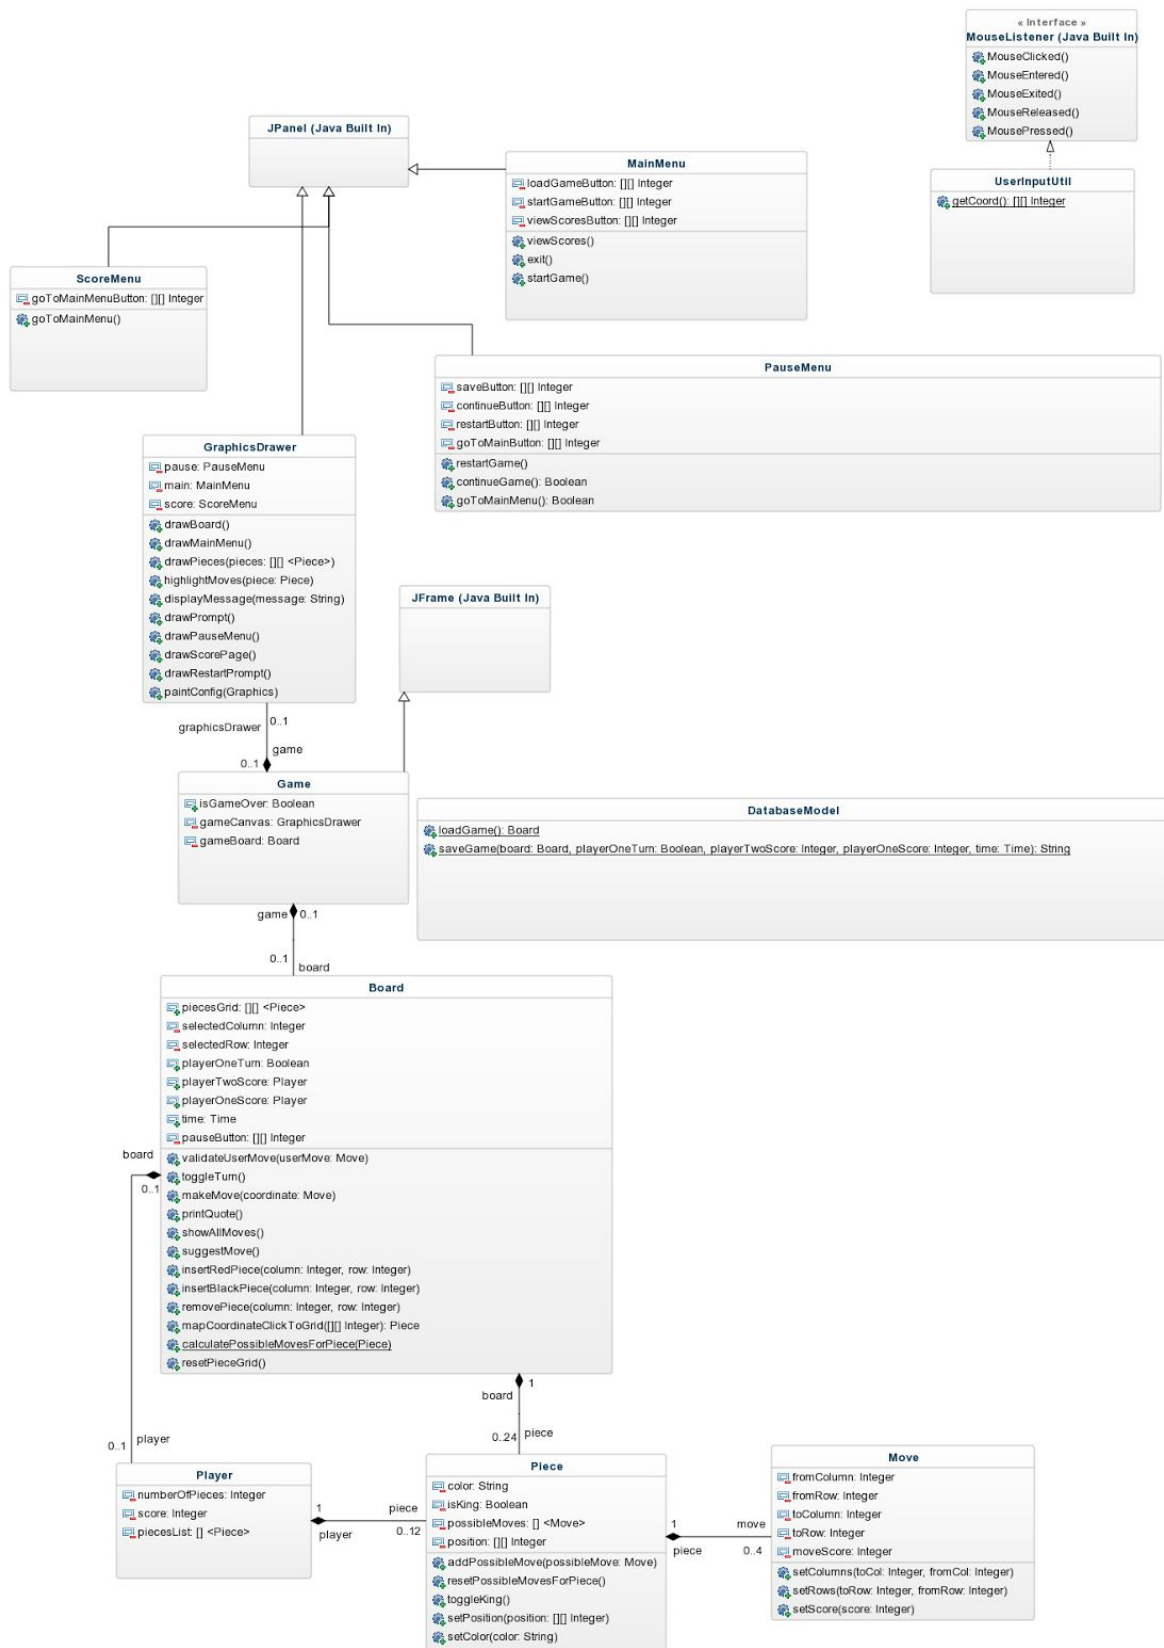 « Interface »
MouseListener (Java Built In)
MouseClicked()
MouseEntered()
MouseExited()
MouseReleased()
MousePressed()
JPanel (Java Built In)
MainMenu
loadGameButton: [][] Integer
startGameButton: [][] Integer
viewScoresButton: [][] Integer
viewScores()
exit()
startGame()
UserInputUtil
getCoord(): [][] Integer
ScoreMenu
goToMainMenuButton: [][] Integer
goToMainMenu()
PauseMenu
saveButton: [][] Integer
continueButton: [][] Integer
restartButton: [][] Integer
goToMainButton: [][] Integer
restartGame()
continueGame(): Boolean
goToMainMenu(): Boolean
GraphicsDrawer
pause: PauseMenu
main: MainMenu
score: ScoreMenu
drawBoard()
drawMainMenu()
drawPieces(pieces: [][] <Piece>)
highlightMoves(piece: Piece)
displayMessage(message: String)
drawPrompt()
drawPauseMenu()
drawScorePage()
drawRestartPrompt()
paintConfig(Graphics)
JFrame (Java Built In)
graphicsDrawer
0..1
game
0..1
Game
isGameOver: Boolean
gameCanvas: GraphicsDrawer
gameBoard: Board
DatabaseModel
loadGame(): Board
saveGame(board: Board, playerOneTurn: Boolean, playerTwoScore: Integer, playerOneScore: Integer, time: Time): String
game
0..1
0..1
board
Board
piecesGrid: [][] <Piece>
selectedColumn: Integer
selectedRow: Integer
playerOneTurn: Boolean
playerTwoScore: Player
playerOneScore: Player
time: Time
pauseButton: [][] Integer
validateUserMove(userMove: Move)
toggleTurn()
makeMove(coordinate: Move)
printQuote()
showAllMoves()
suggestMove()
insertRedPiece(column: Integer, row: Integer)
insertBlackPiece(column: Integer, row: Integer)
removePiece(column: Integer, row: Integer)
mapCoordinateClickToGrid([][] Integer): Piece
calculatePossibleMovesForPiece(Piece)
resetPieceGrid()
board
0..1
player
0..1
board
1
0..24
piece
Player
numberOfPieces: Integer
score: Integer
piecesList: [] <Piece>
1
player
piece
0..12
Piece
color: String
isKing: Boolean
possibleMoves: [] <Move>
position: [][] Integer
addPossibleMove(possibleMove: Move)
resetPossibleMovesForPiece()
toggleKing()
setPosition(position: [][] Integer)
setColor(color: String)
1
piece
move
0..4
Move
fromColumn: Integer
fromRow: Integer
toColumn: Integer
toRow: Integer
moveScore: Integer
setColumns(toCol: Integer, fromCol: Integer)
setRows(toRow: Integer, fromRow: Integer)
setScore(score: Integer)